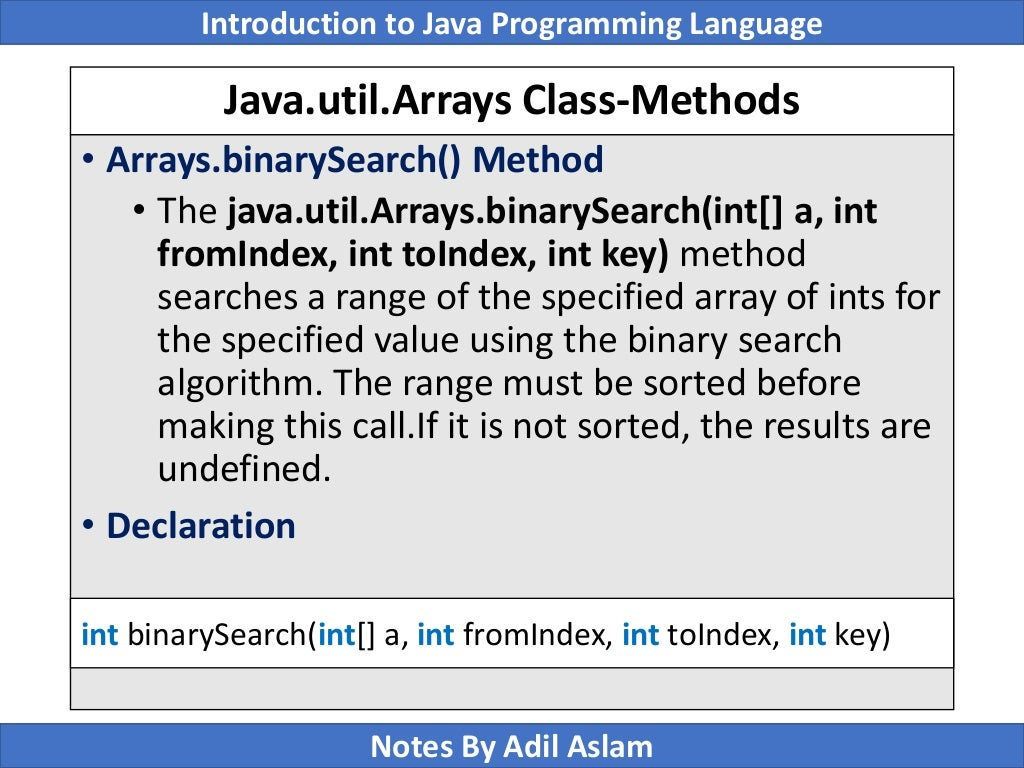 Introduction to Java Programming Language
Java.util.Arrays Class-Methods
• Arrays.binarySearch() Method
• The java.util.Arrays.binarySearch(int[] a, int
fromIndex, int toIndex, int key) method
searches a range of the specified array of ints for
the specified value using the binary search
algorithm. The range must be sorted before
making this call.If it is not sorted, the results are
undefined.
• Declaration
int binarySearch(int[] a, int fromIndex, int toIndex, int key)
Notes By Adil Aslam